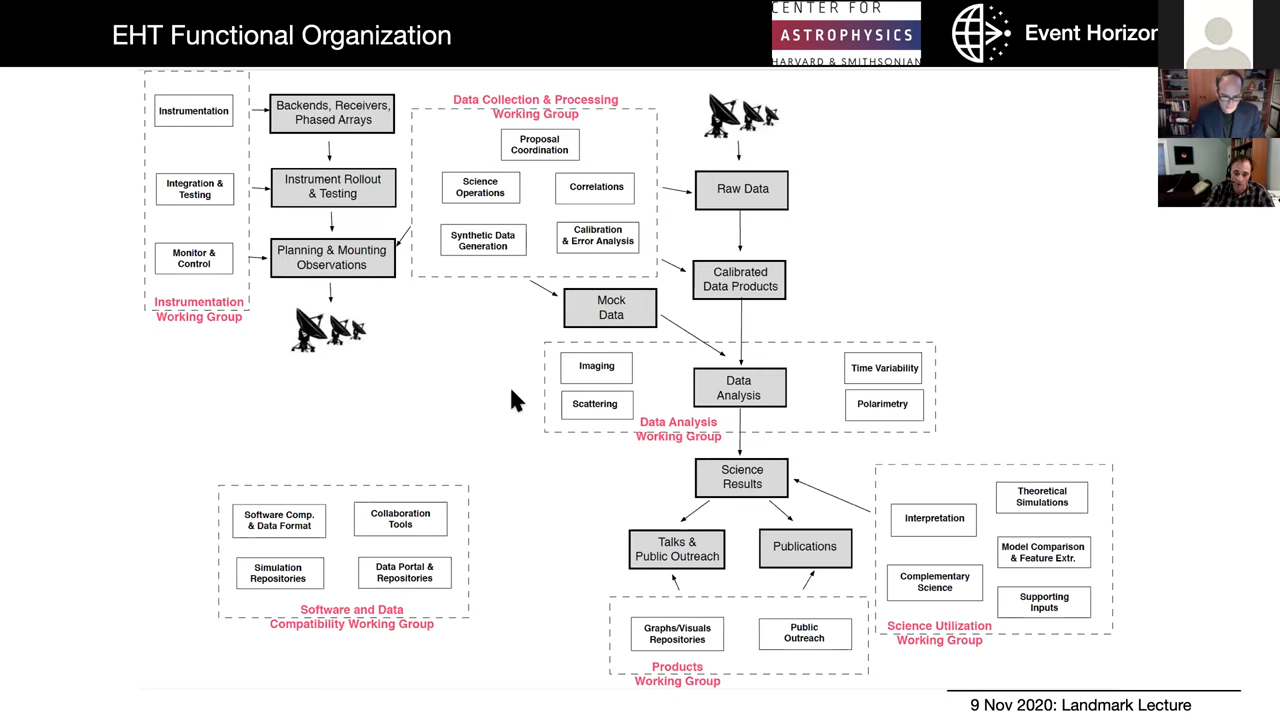 EHT Functional Organization
CENTER FOR
ASTROPHYSICS
HARVARD & SMITHSONIAN
Event Horizon
Instrumentation
Integration &
Testing
Monitor &
Control
Instrumentation
Working Group
Backends, Receivers,
Phased Arrays
Instrument Rollout
& Testing
Planning & Mounting
Observations
Data Collection & Processing
Working Group
Proposal
Coordination
Science
Operations
Correlations
Synthetic Data
Generation
Calibration
& Error Analysis
Raw Data
Calibrated
Data Products
Mock
Data
Imaging
Scattering
Data
Analysis
Time Variability
Polarimetry
Data Analysis
Working Group
Science
Results
Talks &
Public Outreach
Publications
Software Comp.
& Data Format
Collaboration
Tools
Simulation
Repositories
Data Portal &
Repositories
Software and Data
Compatibility Working Group
Graphs/Visuals
Repositories
Public
Outreach
Products
Working Group
Interpretation
Theoretical
Simulations
Model Comparison
& Feature Extr.
Complementary
Science
Supporting
Inputs
Science Utilization
Working Group
9 Nov 2020: Landmark Lecture